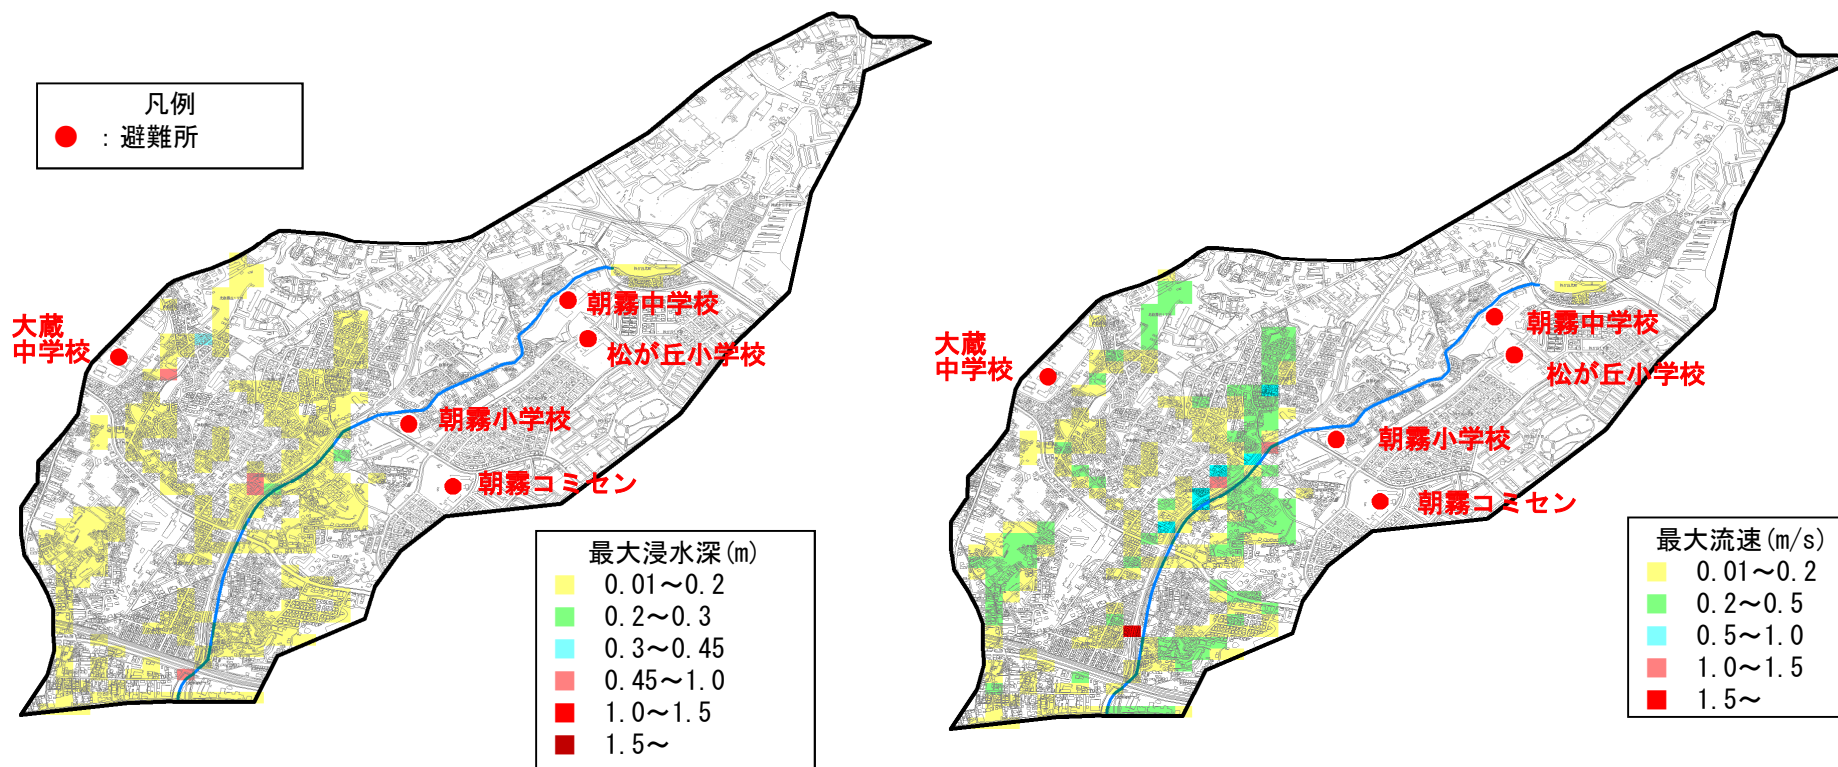 凡例
：避難所
大蔵
中学校
朝霧中学校
松が丘小学校
朝霧小学校
朝霧コミセン
最大浸水深(m)
0.01～0.2
0.2～0.3
0.3～0.45
0.45～1.0
1.0～1.5
1.5～
大蔵
中学校
朝霧中学校
松が丘小学校
朝霧小学校
朝霧コミセン
最大流速(m/s)
0.01～0.2
0.2～0.5
0.5～1.0
1.0～1.5
1.5～